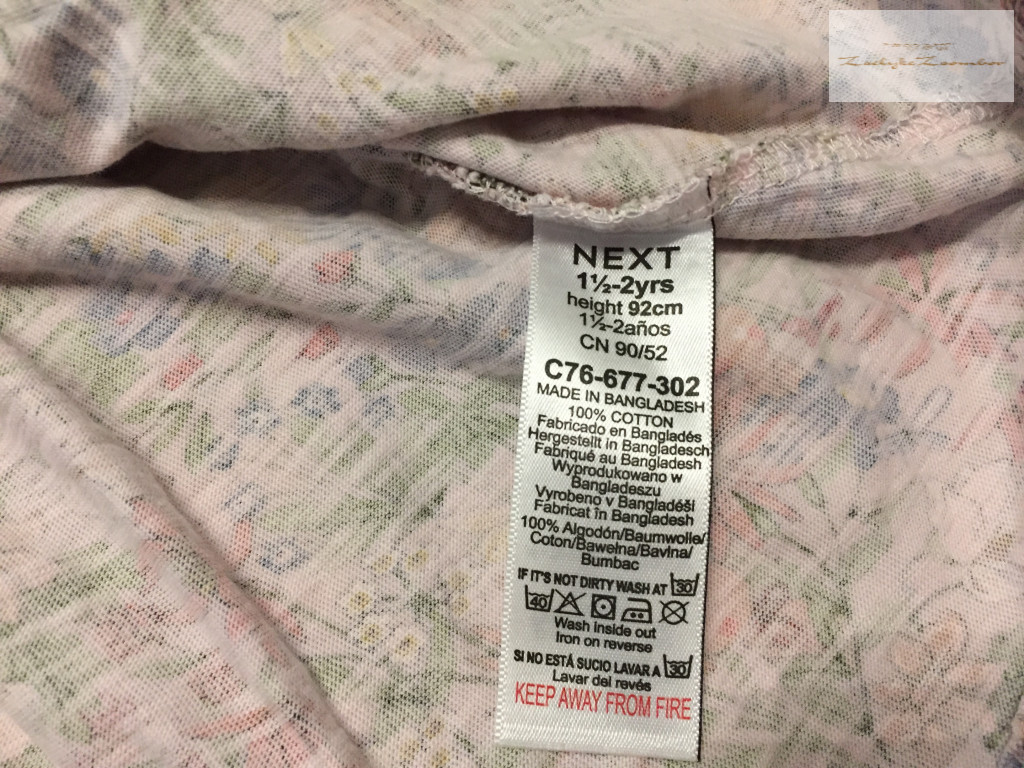 NEXT
1½-2yrs
height 92cm
1½-2años
CN 90/52
C76-677-302
MADE IN BANGLADESH
100% COTTON
Fabricado en Bangladés
Hergestellt in Bangladesch
Fabriqué au Bangladesh
Wyprodukowano w
Bangladeszu
Vyrobeno v Bangladéši
Fabricat în Bangladesh
100% Algodón/Baumwolle/
Coton/Bawełna/Bavlna/
Bumbac
IF IT'S NOT DIRTY WASH AT 30
40
Wash inside out
Iron on reverse
SI NO ESTÁ SUCIO LAVAR A 30
Lavar del revés
KEEP AWAY FROM FIRE